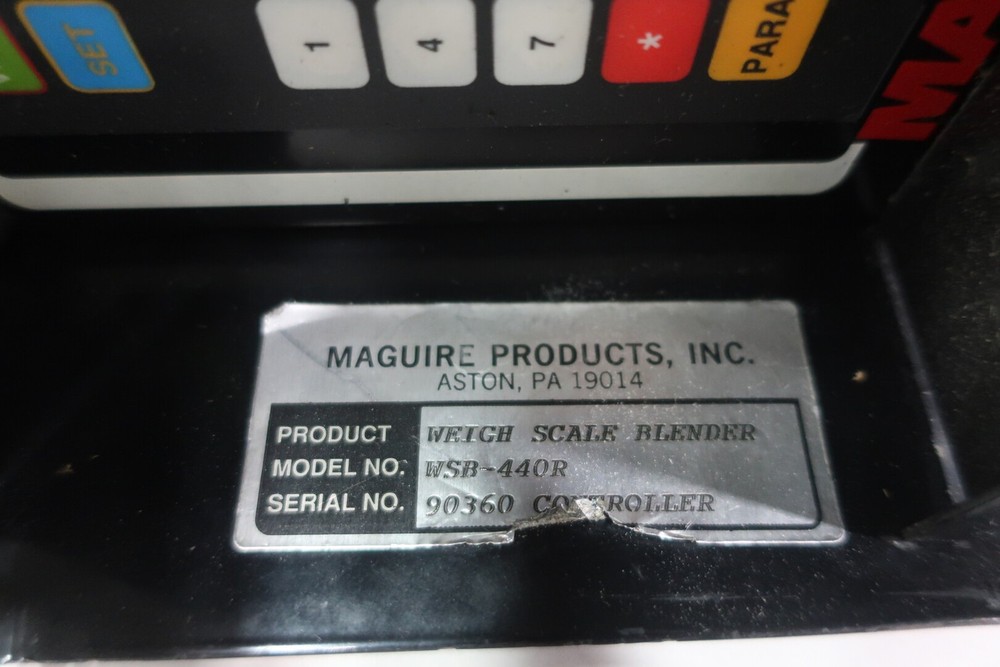 SET
1
4
7
*
PARA
MA
MAGUIRE PRODUCTS, INC.
ASTON, PA 19014
PRODUCT WEIGH SCALE BLENDER
MODEL NO. WSB-440R
SERIAL NO. 90360 CONTROLLER